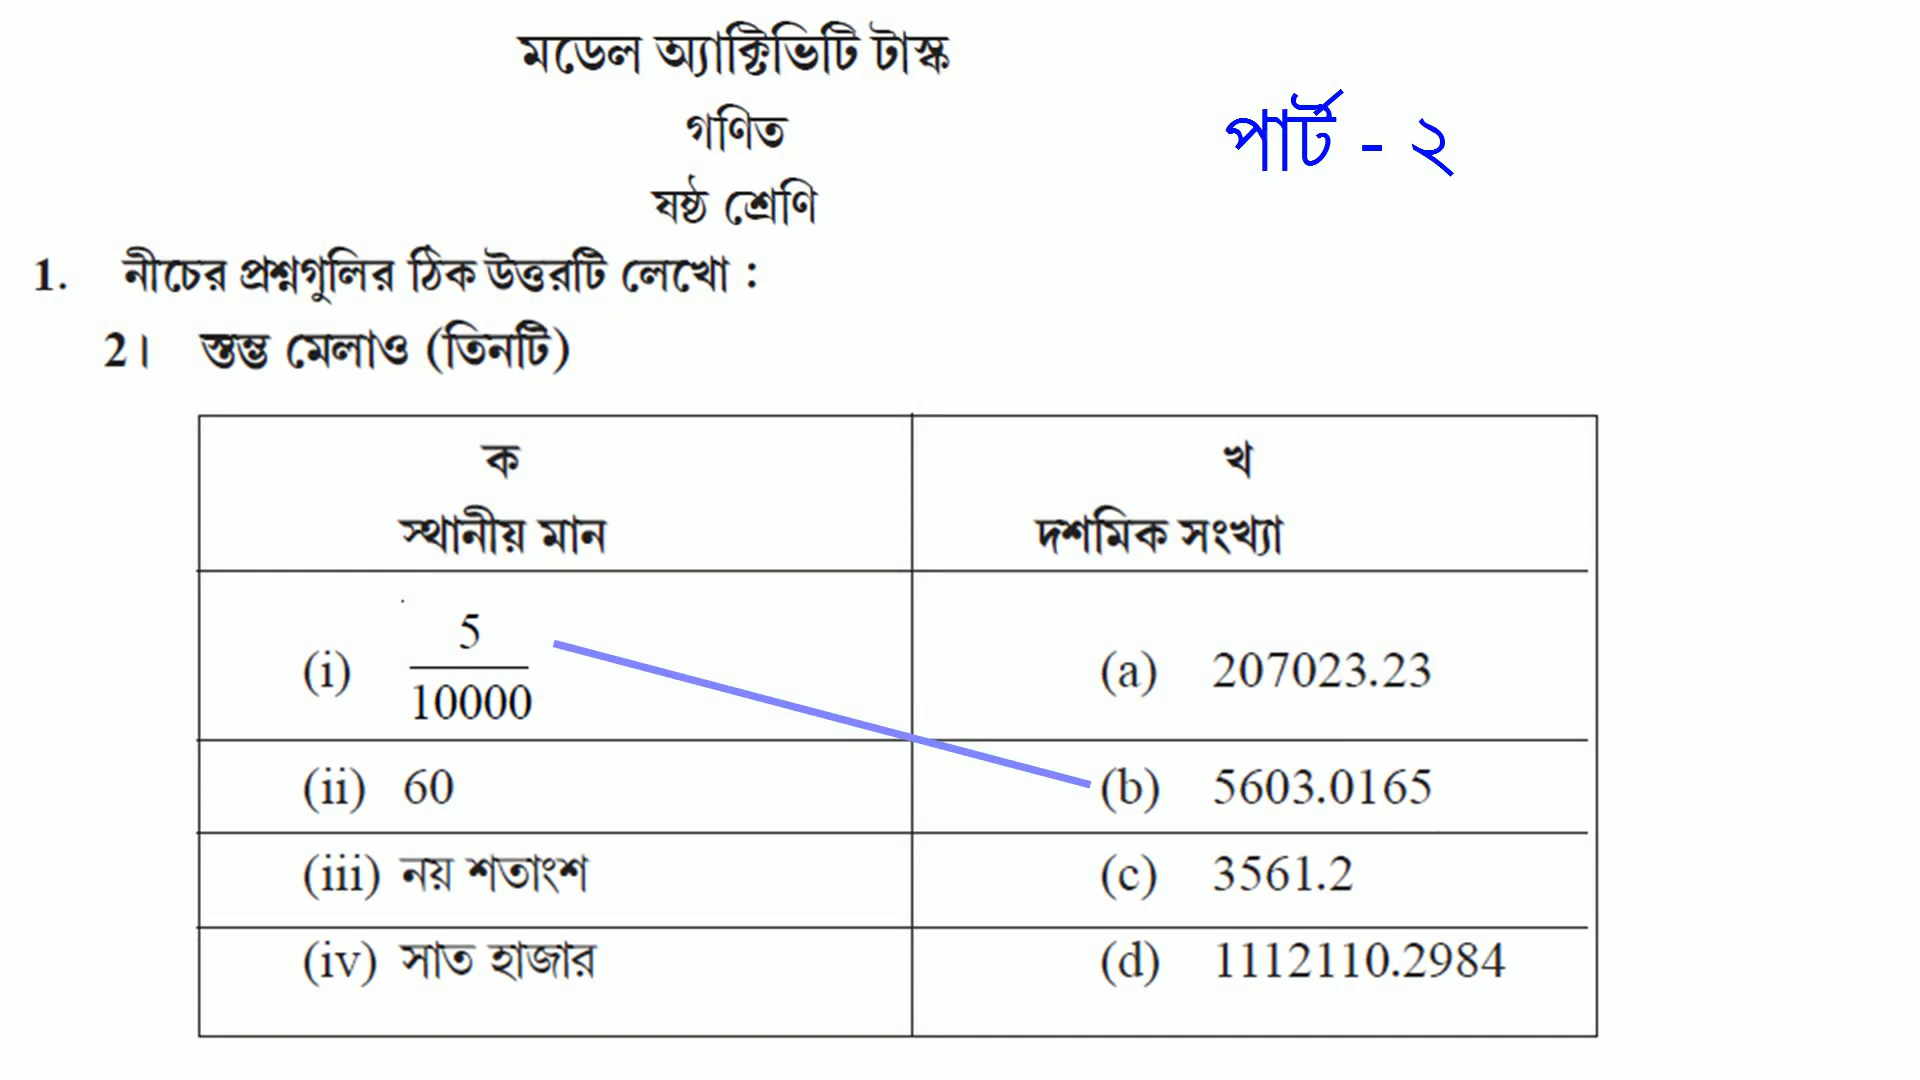 মডেল অ্যাক্টিভিটি টাস্ক
গণিত
পার্ট - ২
ষষ্ঠ শ্রেণি
1. নীচের প্রশ্নগুলির ঠিক উত্তরটি লেখো :
2। স্তম্ভ মেলাও (তিনটি)
ক খ
স্থানীয় মান দশমিক সংখ্যা
(i) 5/10000 (a) 207023.23
(ii) 60 (b) 5603.0165
(iii) নয় শতাংশ (c) 3561.2
(iv) সাত হাজার (d) 1112110.2984